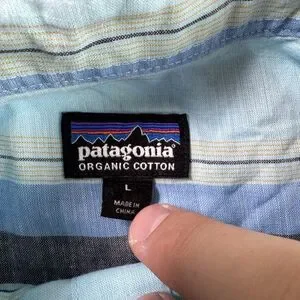 patagonia
ORGANIC COTTON
L
MADE IN
CHINA